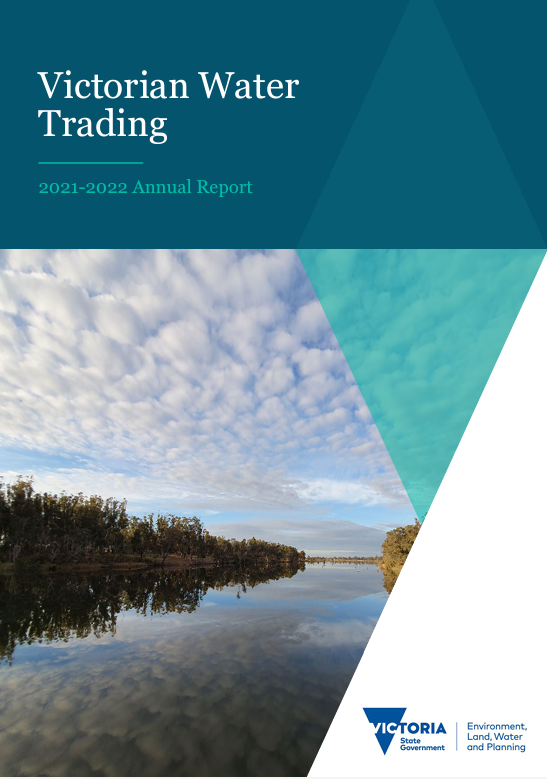 Victorian Water
Trading
2021-2022 Annual Report
VICTORIA
State
Government
Environment,
Land, Water
and Planning